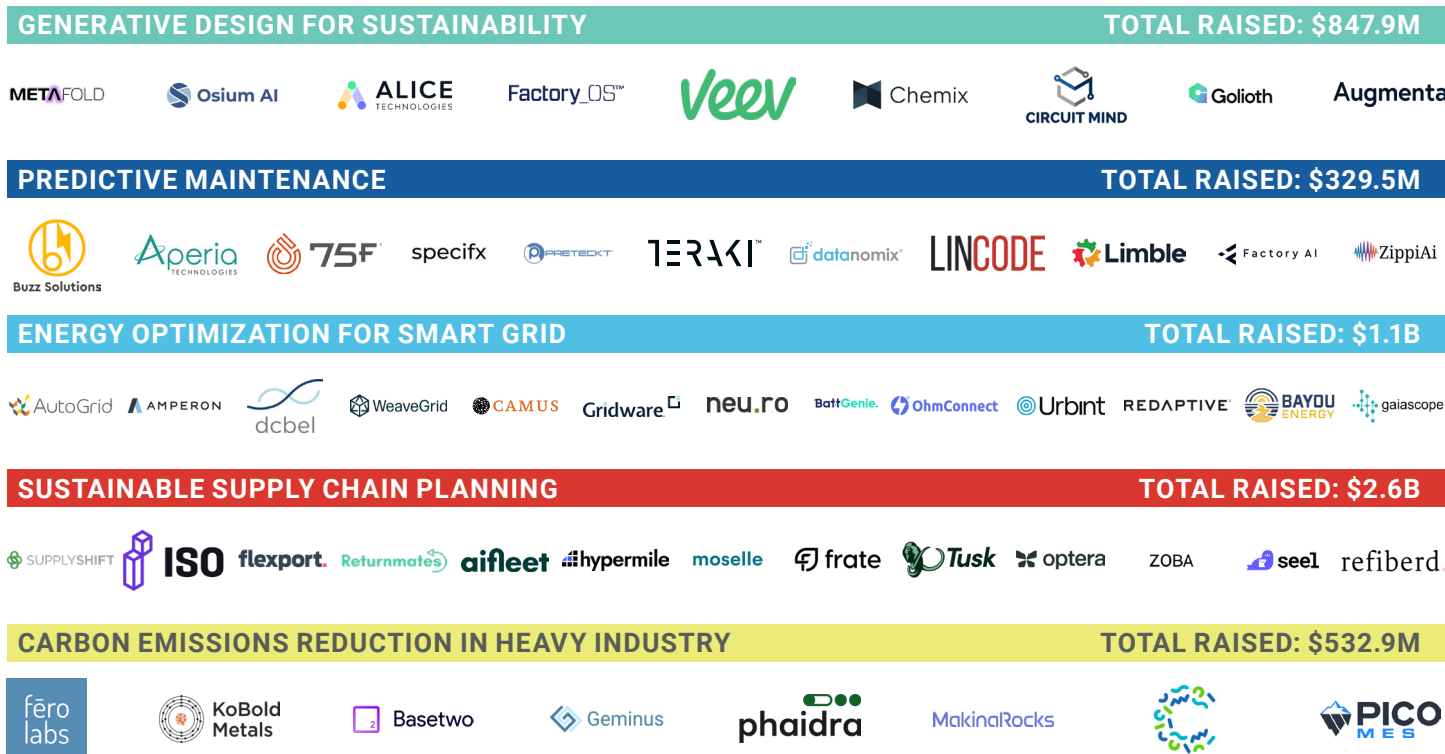 GENERATIVE DESIGN FOR SUSTAINABILITY TOTAL RAISED: $847.9M
METAFOLD Osium AI ALICE TECHNOLOGIES Factory_OS™ Veev Chemix CIRCUIT MIND Golioth Augmenta
PREDICTIVE MAINTENANCE TOTAL RAISED: $329.5M
Buzz Solutions Aperia TECHNOLOGIES 75F specifx PRETECKT TERAKI™ datanomix® LINCODE Limble Factory AI ZippiAi
ENERGY OPTIMIZATION FOR SMART GRID TOTAL RAISED: $1.1B
AutoGrid AMPERON dcbel WeaveGrid CAMUS Gridware neu.ro BattGenie. OhmConnect Urbint REDAPTIVE BAYOU ENERGY gaiascope
SUSTAINABLE SUPPLY CHAIN PLANNING TOTAL RAISED: $2.6B
SUPPLYSHIFT ISO flexport. Returnmates aifleet hypermile moselle frate Tusk optera ZOBA seel refiberd.
CARBON EMISSIONS REDUCTION IN HEAVY INDUSTRY TOTAL RAISED: $532.9M
fēro labs KoBold Metals Basetwo 2 Geminus phaidra MakinaRocks PICO MES